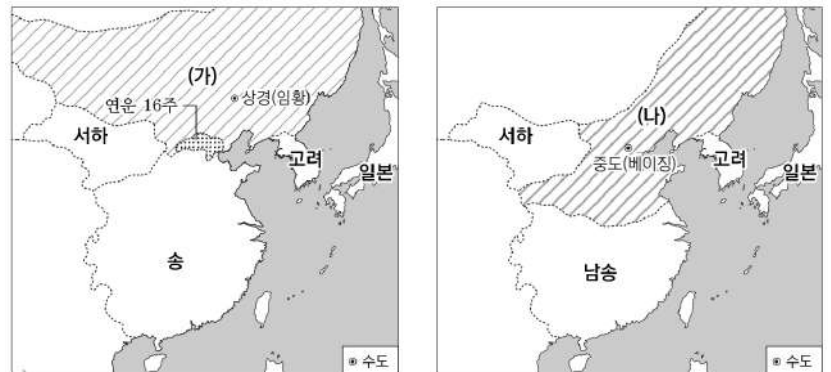 (가)
상경(임황)
연운 16주
서하
고려
일본
송
수도
(나)
서하
중도(베이징)
고려
일본
남송
수도